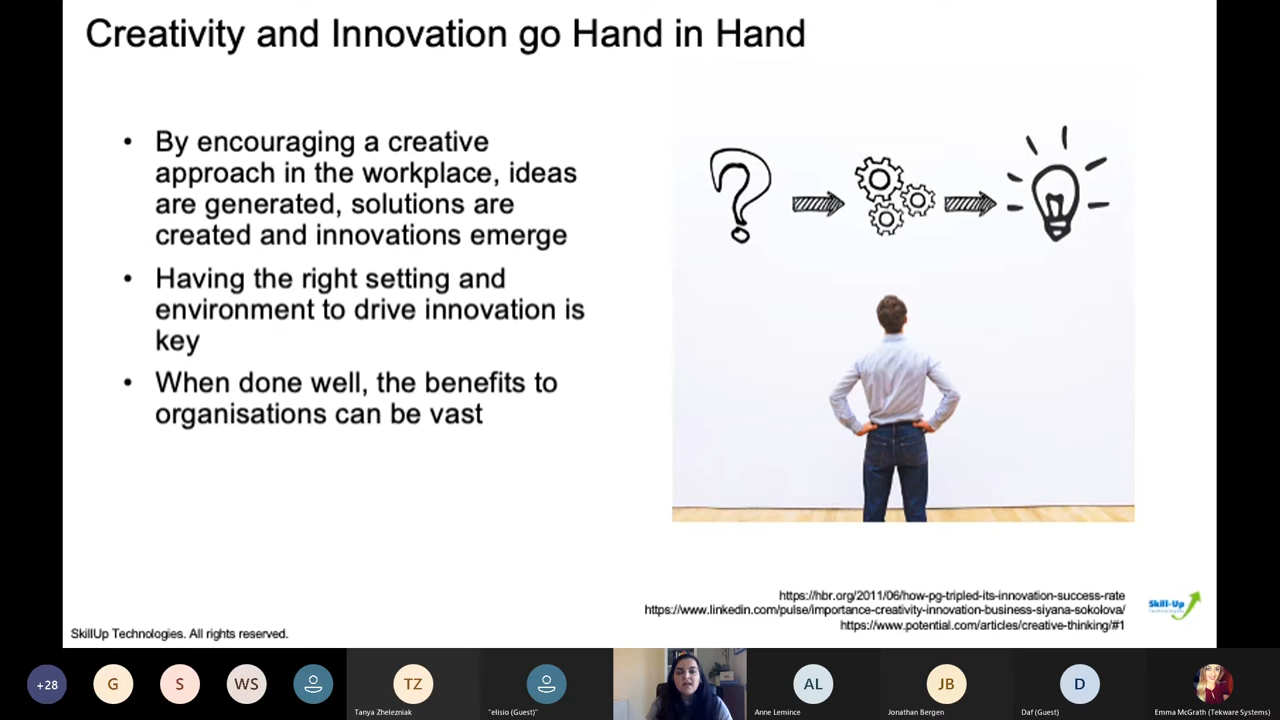 Creativity and Innovation go Hand in Hand
• By encouraging a creative
approach in the workplace, ideas
are generated, solutions are
created and innovations emerge
• Having the right setting and
environment to drive innovation is
key
• When done well, the benefits to
organisations can be vast
?
https://hbr.org/2011/06/how-pg-tripled-its-innovation-success-rate
https://www.linkedin.com/pulse/importance-creativity-innovation-business-siyana-sokolova/
https://www.potential.com/articles/creative-thinking/#1
Skill-Up
SkillUp Technologies. All rights reserved.
+28
G
S
WS
TZ
Tanya Zhelezniak
"elisio (Guest)"
AL
Anne Lemince
JB
Jonathan Bergen
D
Daf (Guest)
Emma McGrath (Tekware Systems)